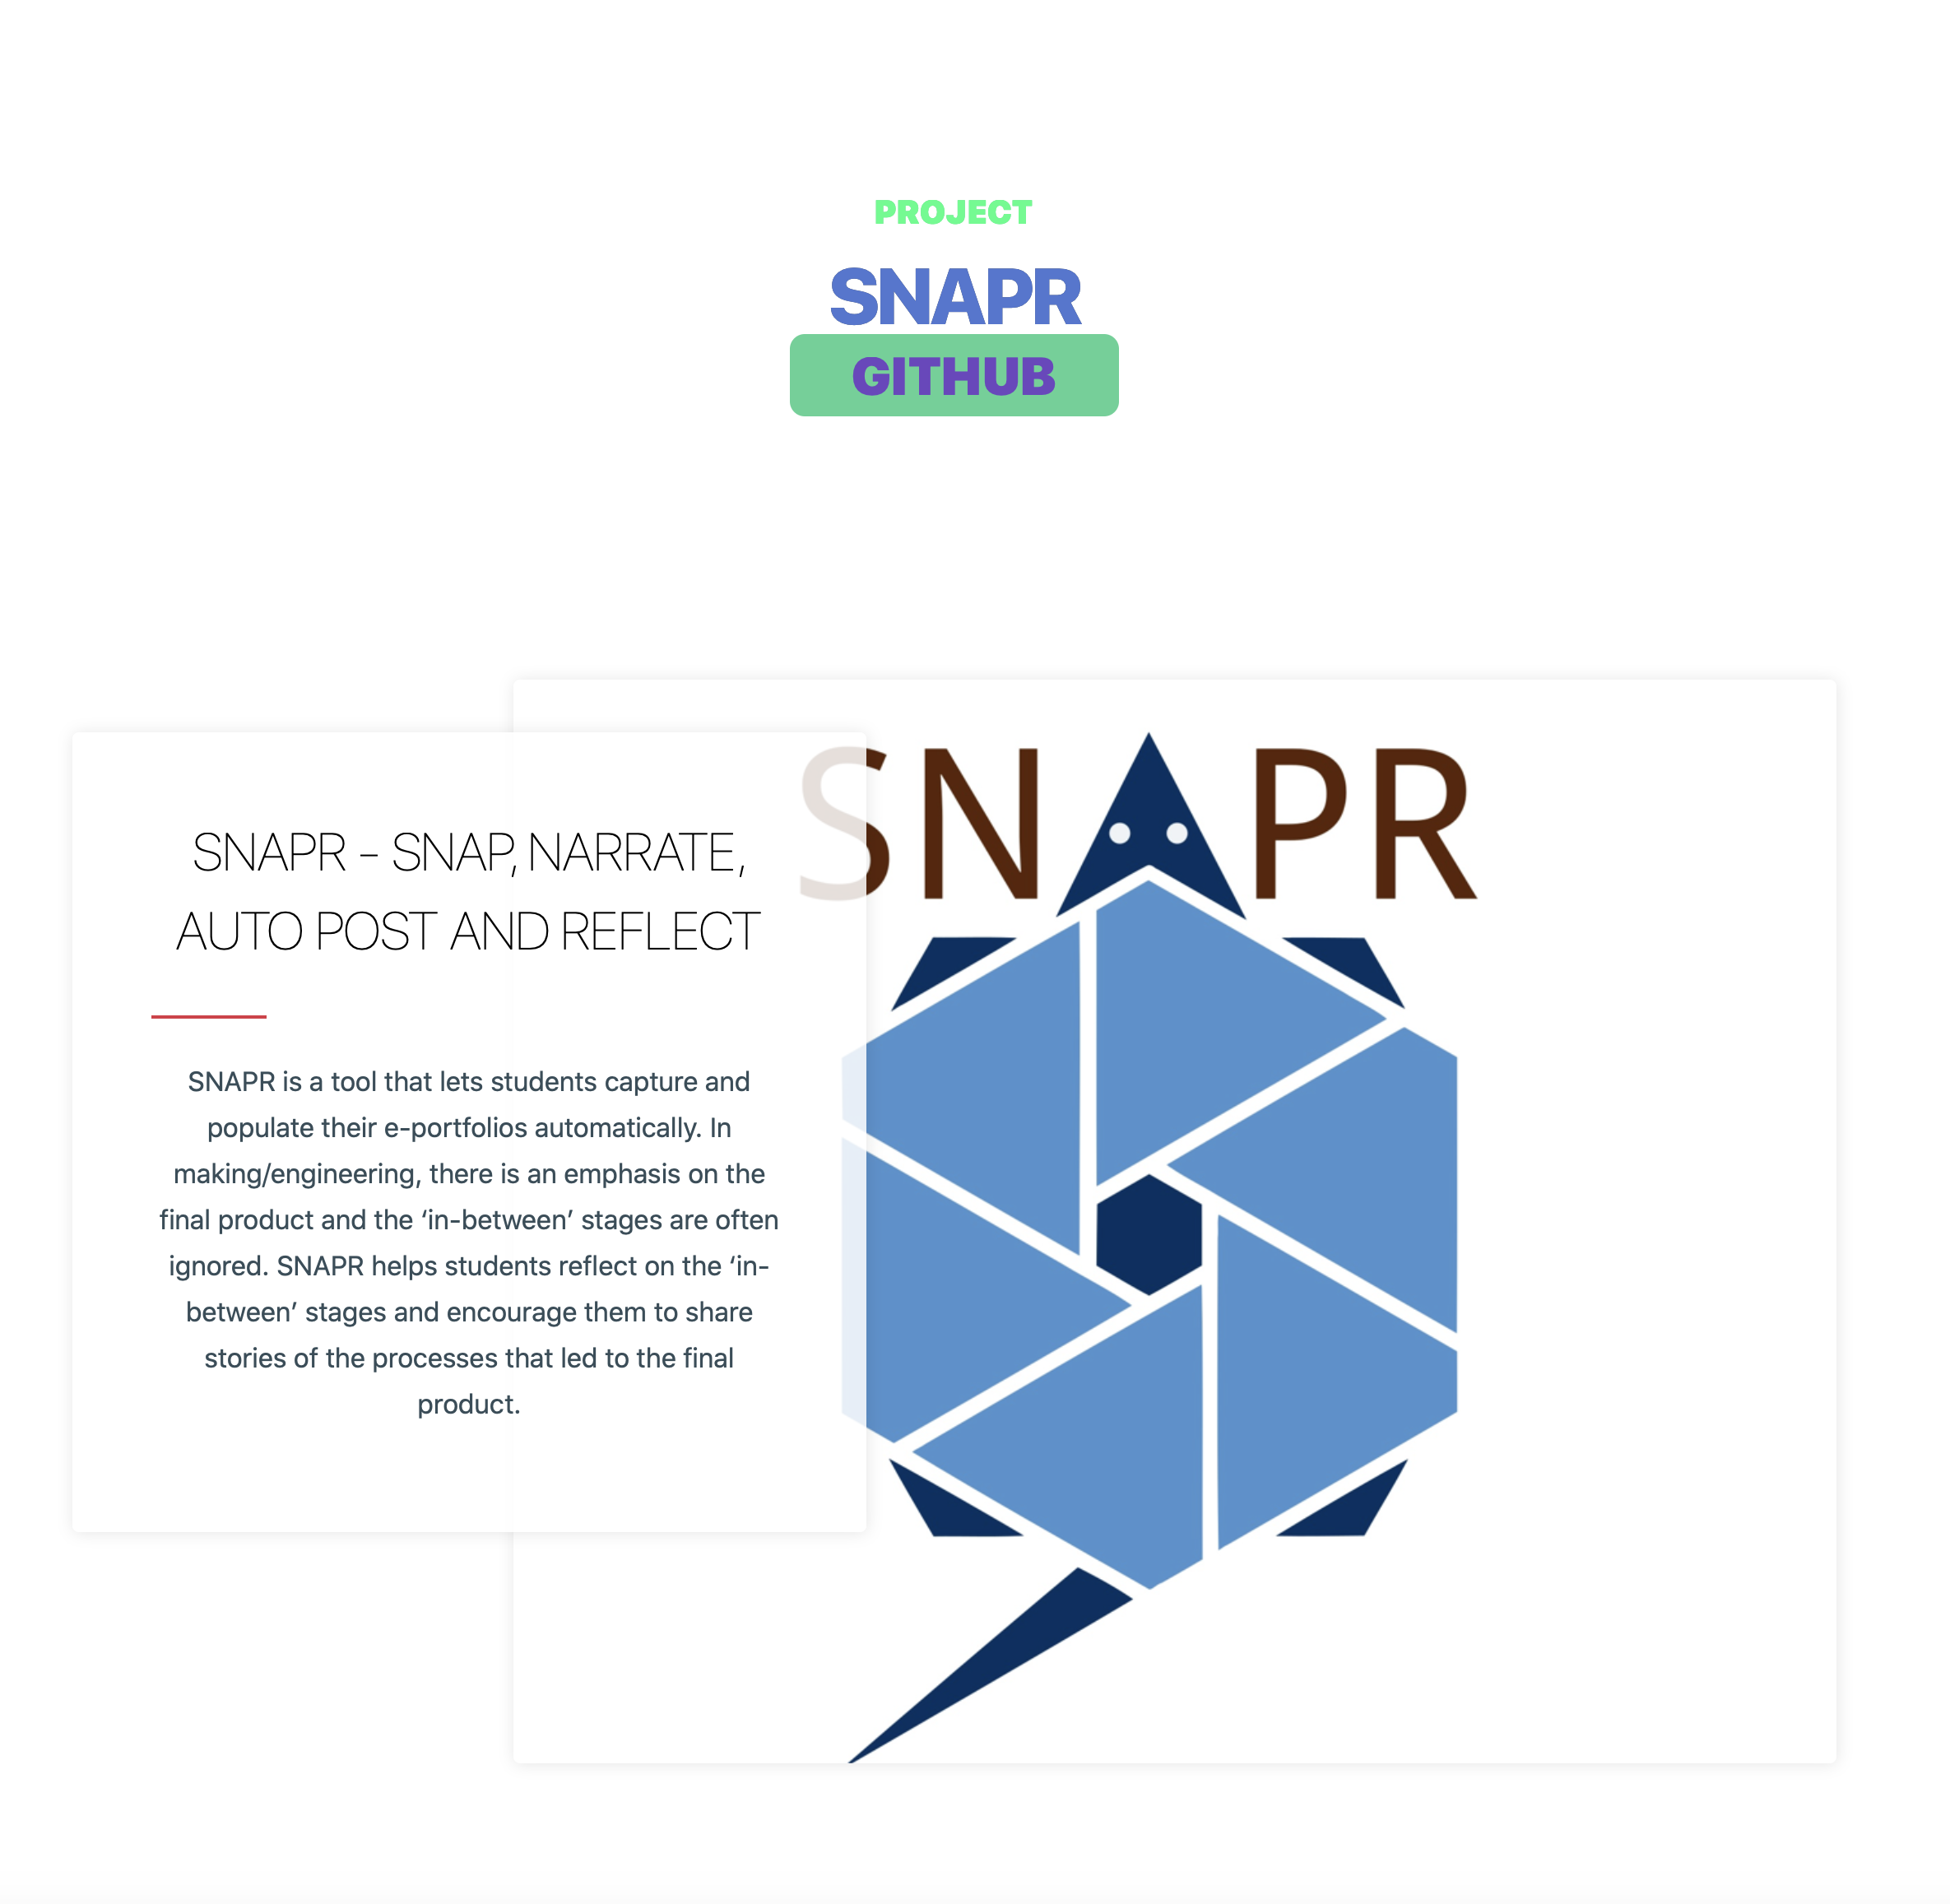 PROJECT
SNAPR
GITHUB
SNAPR
SNAPR – SNAP, NARRATE,
AUTO POST AND REFLECT
SNAPR is a tool that lets students capture and
populate their e-portfolios automatically. In
making/engineering, there is an emphasis on the
final product and the ‘in-between’ stages are often
ignored. SNAPR helps students reflect on the ‘in-
between’ stages and encourage them to share
stories of the processes that led to the final
product.